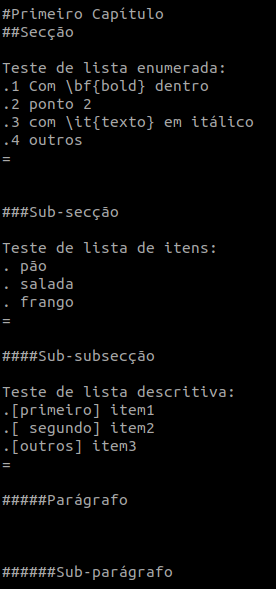 #Primeiro Capítulo
##Secção
Teste de lista enumerada:
.1 Com \bf{bold} dentro
.2 ponto 2
.3 com \it{texto} em itálico
.4 outros
=
###Sub-secção
Teste de lista de itens:
. pão
. salada
. frango
=
####Sub-subsecção
Teste de lista descritiva:
.[primeiro] item1
.[ segundo] item2
.[outros] item3
=
#####Parágrafo
######Sub-parágrafo